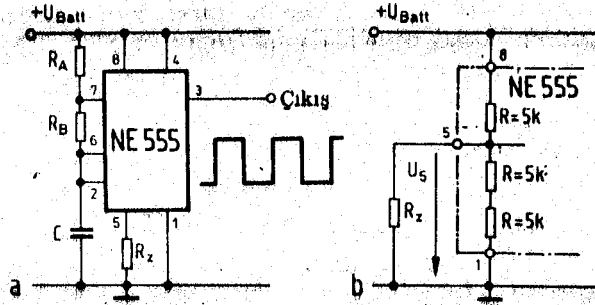 +U_Batt
R_A
8
4
7
3
Çıkış
R_B
6
NE 555
2
C
5
1
R_z
a
+U_Batt
8
NE 555
R=5k
5
1
U_5
R=5k
R_z
R=5k
1
b